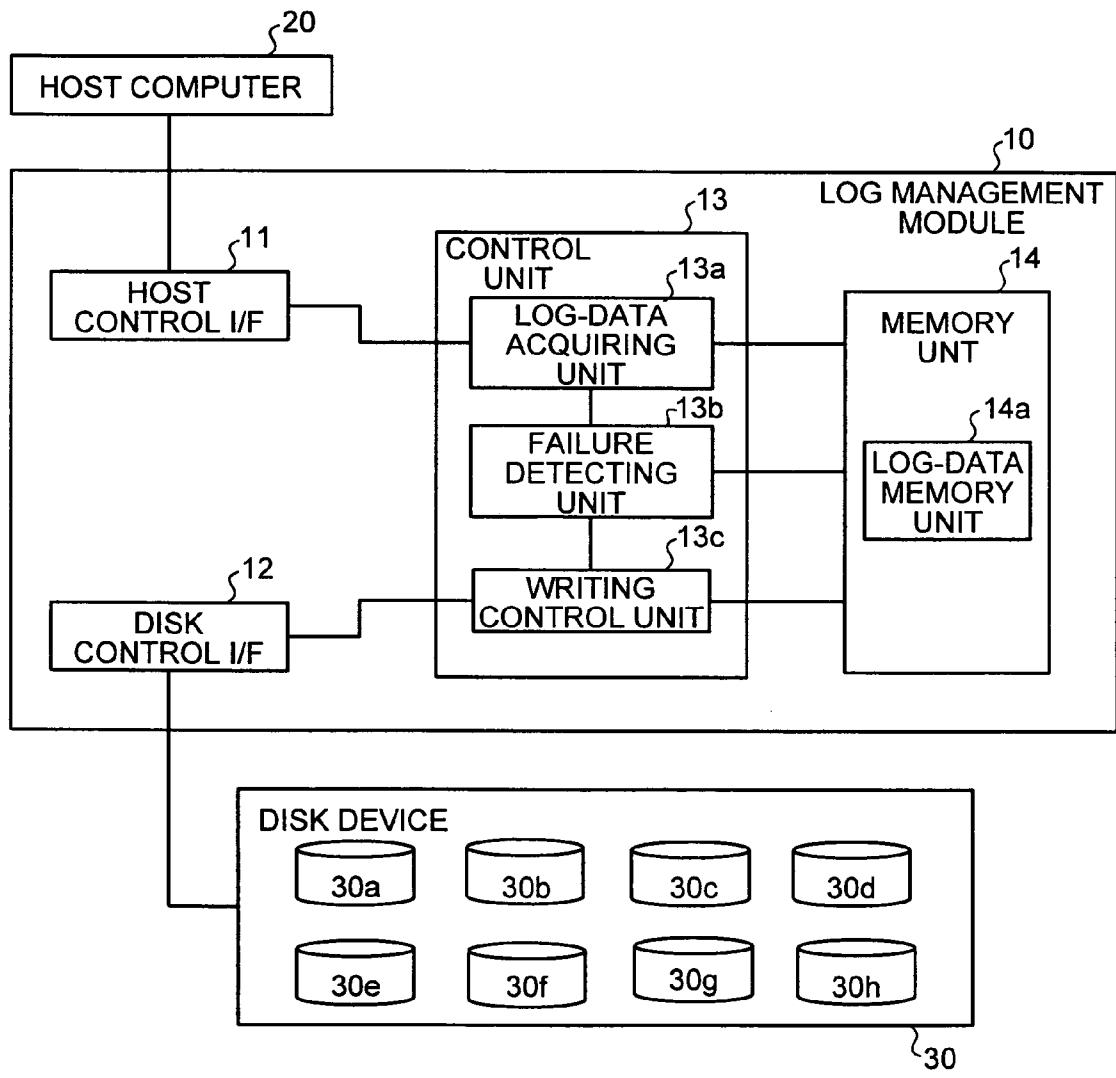 20
HOST COMPUTER
10
LOG MANAGEMENT
MODULE
11
HOST
CONTROL I/F
13
CONTROL
UNIT
13a
LOG-DATA
ACQUIRING
UNIT
13b
FAILURE
DETECTING
UNIT
13c
WRITING
CONTROL UNIT
14
MEMORY
UNT
14a
LOG-DATA
MEMORY
UNIT
12
DISK
CONTROL I/F
DISK DEVICE
30a
30b
30c
30d
30e
30f
30g
30h
30